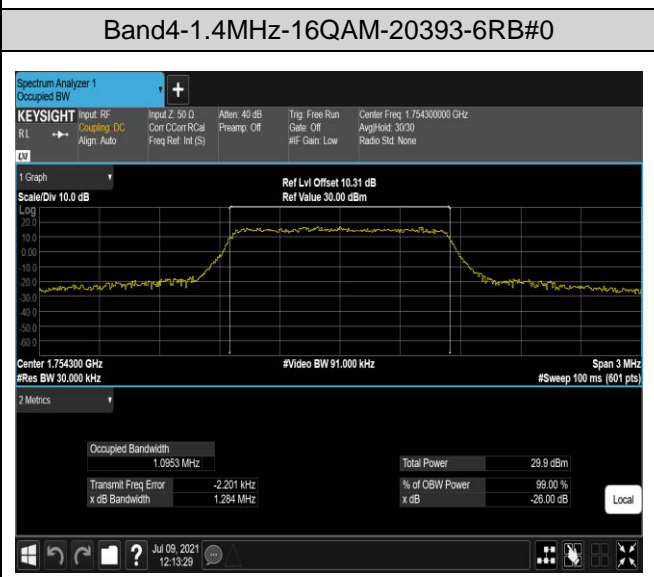 Band4-1.4MHz-16QAM-20393-6RB#0
Spectrum Analyzer 1
Occupied BW
+
KEYSIGHT Input: RF Input Z: 50 Ω Atten: 40 dB Trig: Free Run Center Freq: 1.754300000 GHz
RL Coupling: DC Corr CCorr RCal Preamp: Off Gate: Off Avg|Hold: 30/30
Align: Auto Freq Ref: Int (S) #IF Gain: Low Radio Std: None
LXI
1 Graph
Ref Lvl Offset 10.31 dB
Scale/Div 10.0 dB Ref Value 30.00 dBm
Log
20.0
10.0
0.00
-10.0
-20.0
-30.0
-40.0
-50.0
-60.0
Center 1.754300 GHz #Video BW 91.000 kHz Span 3 MHz
#Res BW 30.000 kHz #Sweep 100 ms (601 pts)
2 Metrics
Occupied Bandwidth
1.0953 MHz Total Power 29.9 dBm
Transmit Freq Error -2.201 kHz % of OBW Power 99.00 %
x dB Bandwidth 1.284 MHz x dB -26.00 dB
Local
? Jul 09, 2021
12:13:29